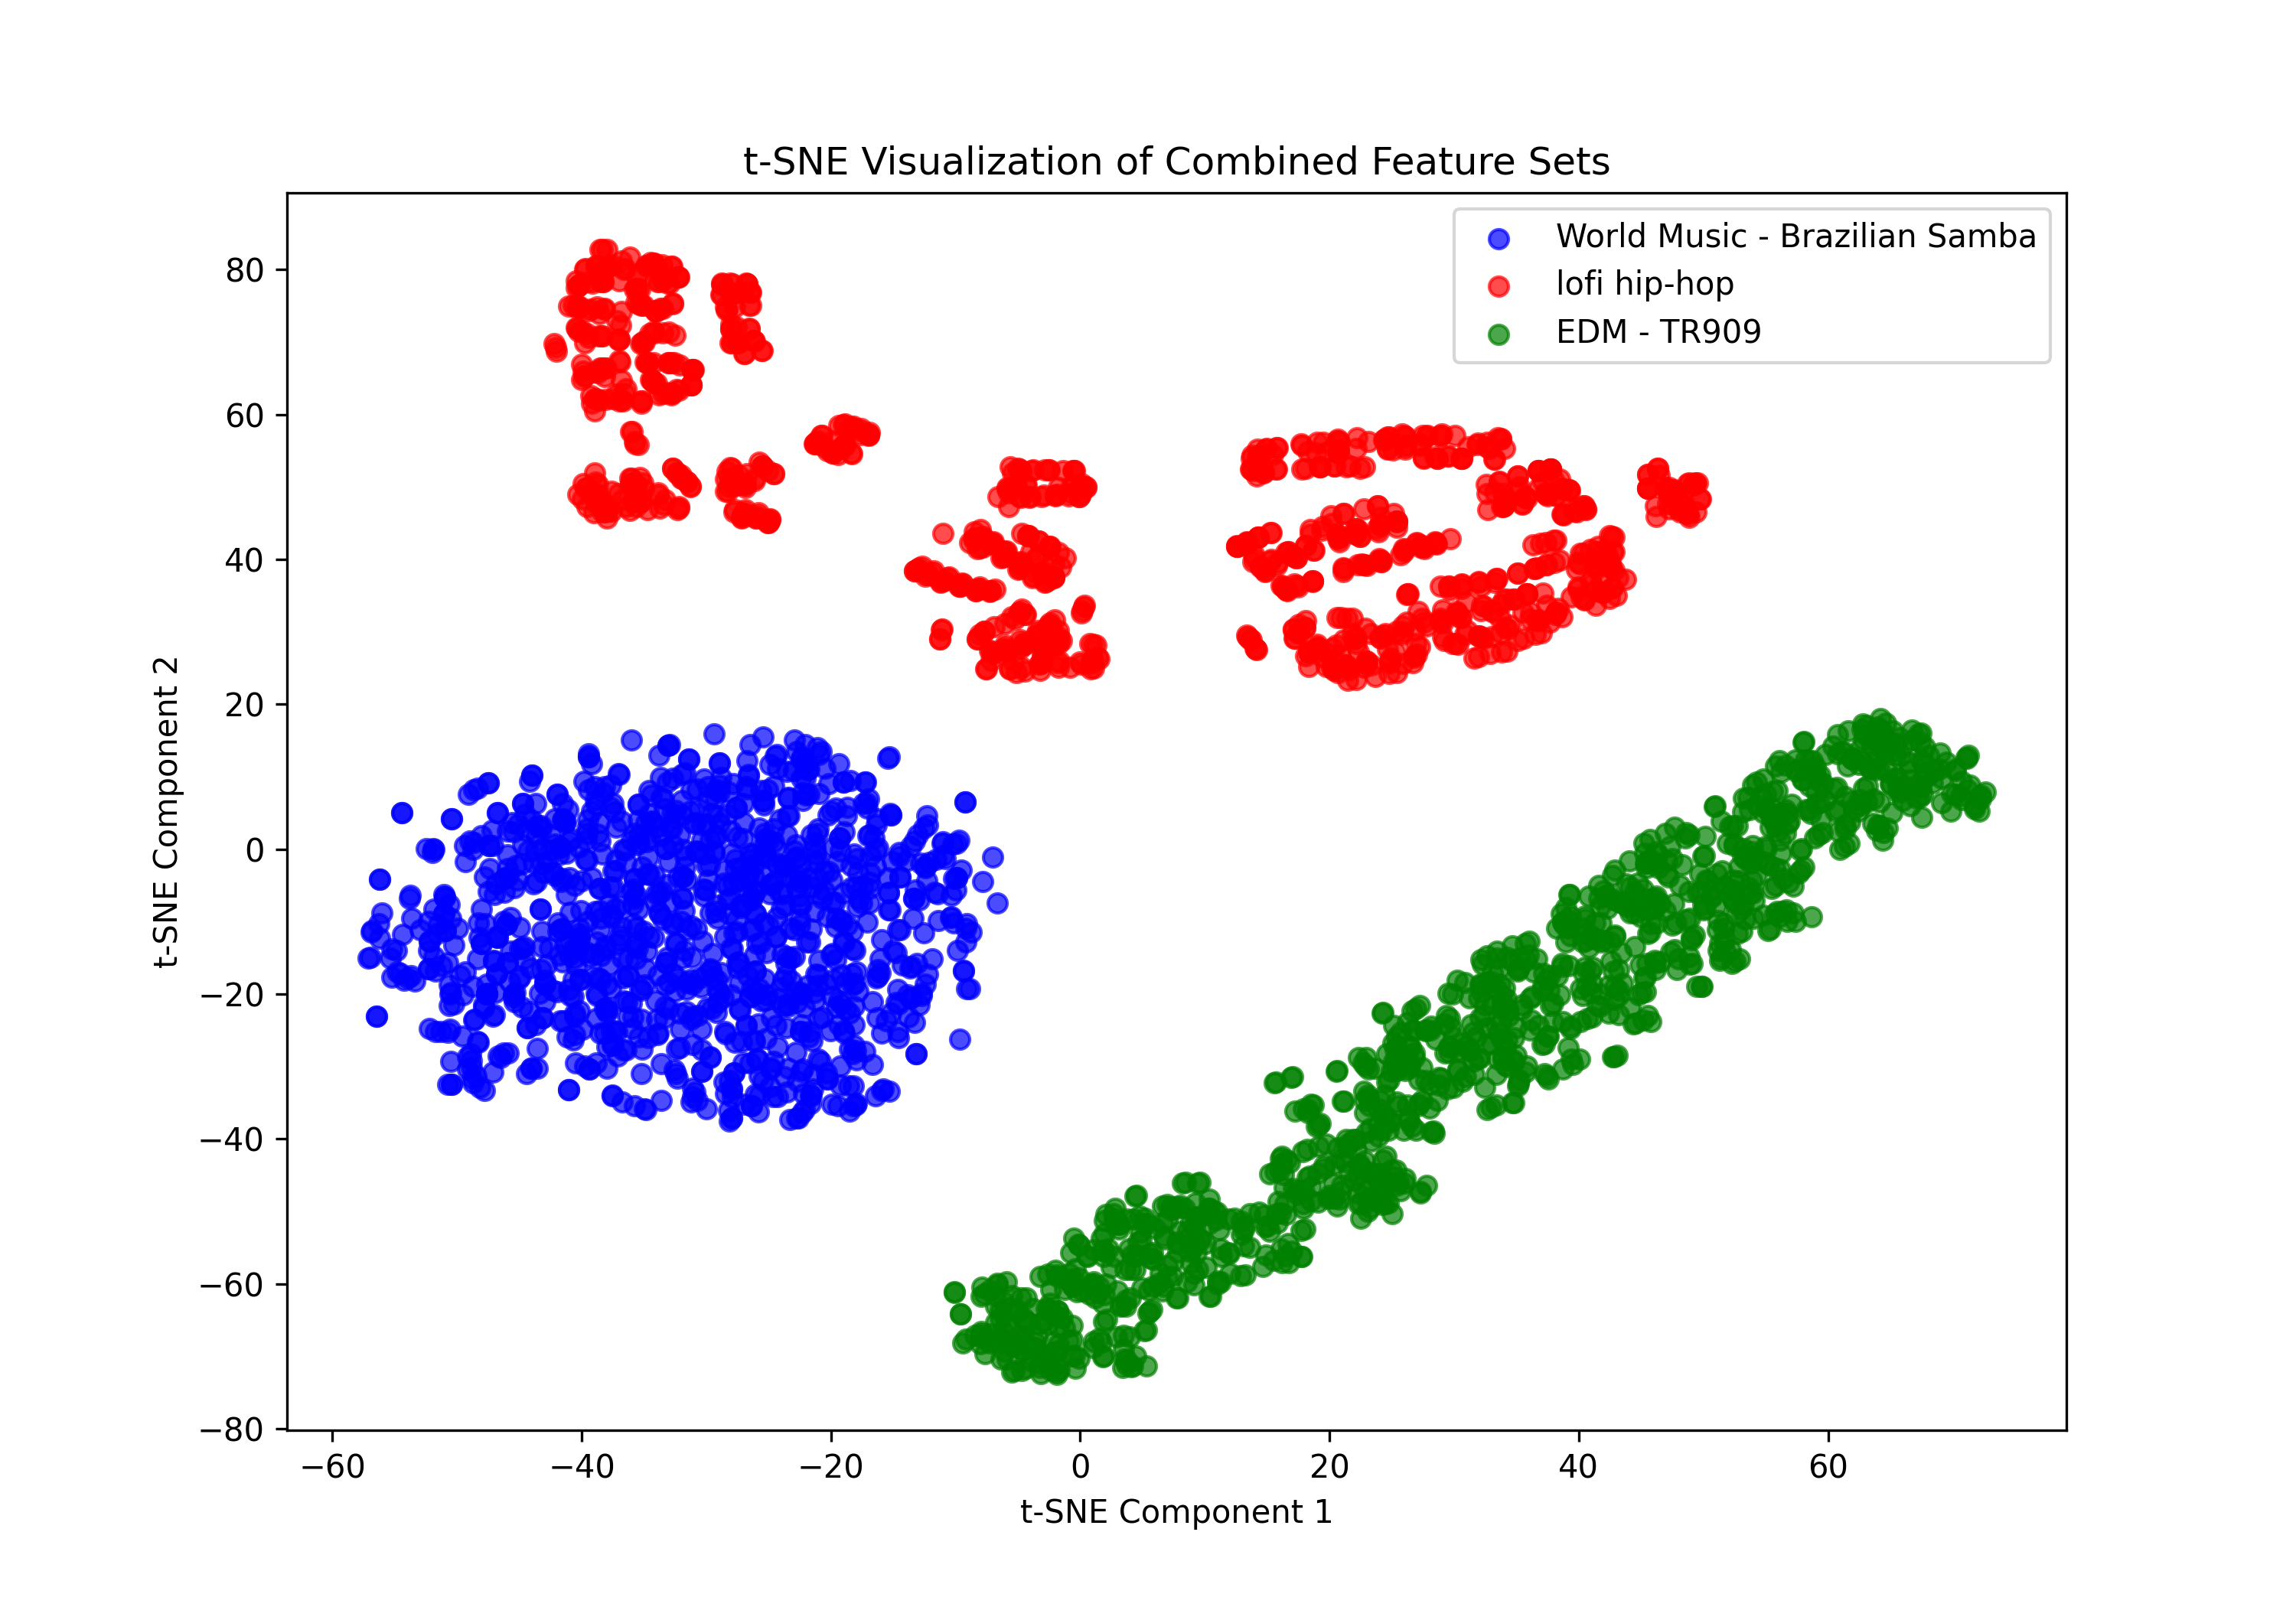 t-SNE Visualization of Combined Feature Sets
World Music - Brazilian Samba
lofi hip-hop
EDM - TR909
t-SNE Component 2
80
60
40
20
0
−20
−40
−60
−80
−60
−40
−20
0
20
40
60
t-SNE Component 1